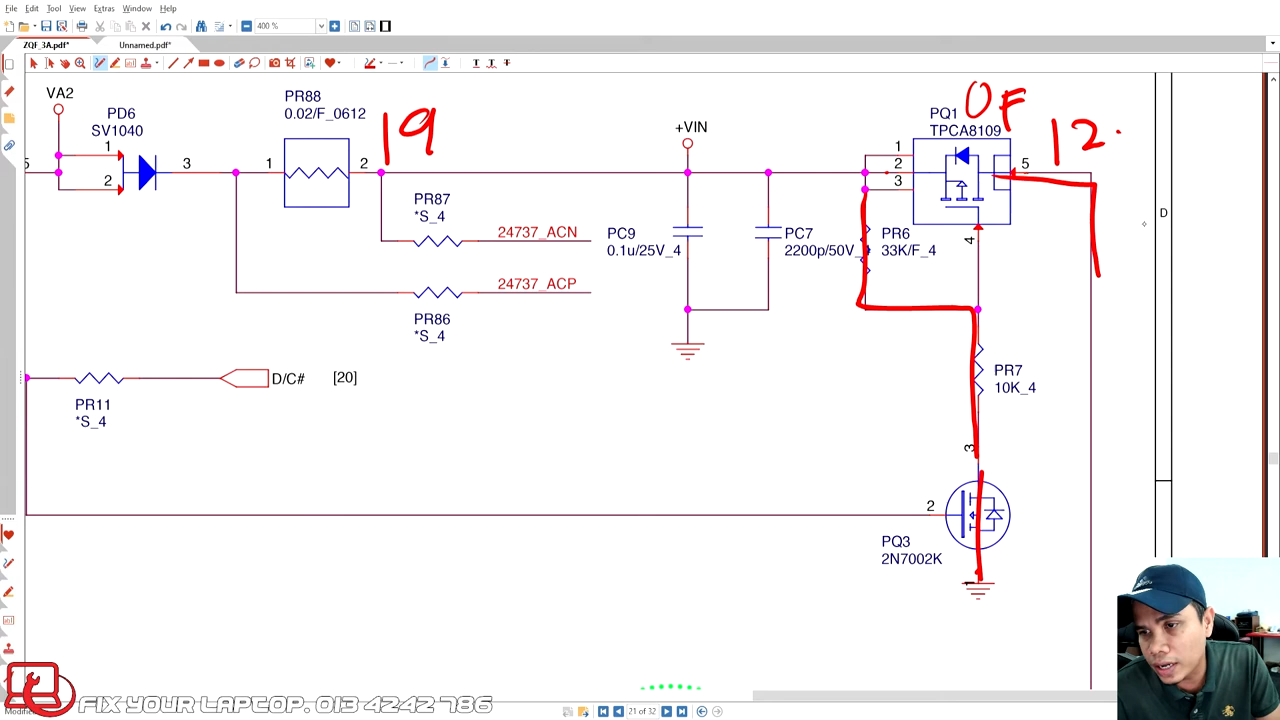 File Edit View Tool Extras Window Help
400 %
ZQF_3A.pdf* Unnamed.pdf*
T T T
VA2
PD6
SV1040
1
2
3
5
PR88
0.02/F_0612
1
2
19
+VIN
PQ1
TPCA8109
OF
12.
1
2
3
5
4
PR87
*S_4
24737_ACN
24737_ACP
PR86
*S_4
PC9
0.1u/25V_4
PC7
2200p/50V_4
PR6
33K/F_4
D
PR7
10K_4
3
PR11
*S_4
D/C# [20]
2
PQ3
2N7002K
1
FIX YOUR LAPTOP. 013 4242 786
21 of 32